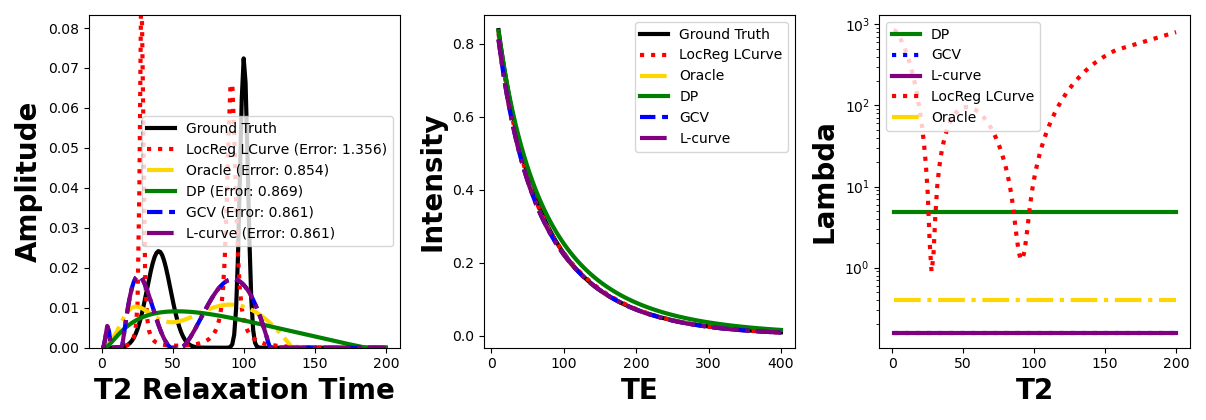 Amplitude
0.08
0.07
0.06
0.05
0.04
0.03
0.02
0.01
0.00
Ground Truth
LocReg LCurve (Error: 1.356)
Oracle (Error: 0.854)
DP (Error: 0.869)
GCV (Error: 0.861)
L-curve (Error: 0.861)
0 50 100 150 200
T2 Relaxation Time
Intensity
0.8
0.6
0.4
0.2
0.0
Ground Truth
LocReg LCurve
Oracle
DP
GCV
L-curve
0 100 200 300 400
TE
Lambda
10³
10²
10¹
10⁰
DP
GCV
L-curve
LocReg LCurve
Oracle
0 50 100 150 200
T2